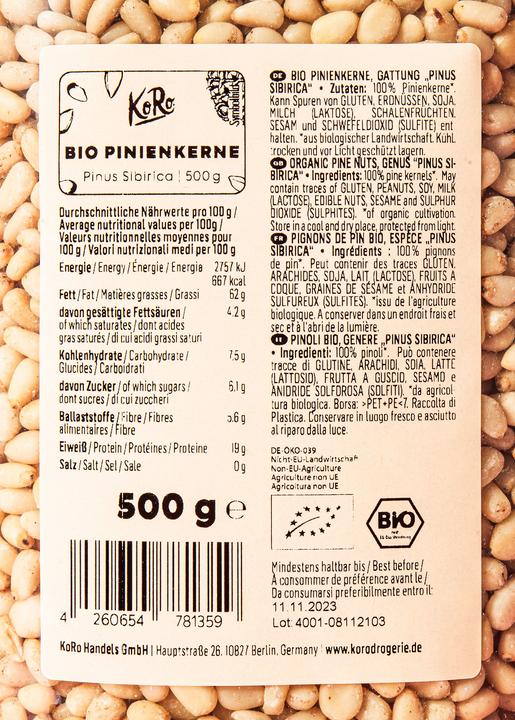 KoRo
Symbolbild
BIO PINIENKERNE
Pinus Sibirica | 500g
Durchschnittliche Nährwerte pro 100 g /
Average nutritional values per 100g /
Valeurs nutritionnelles moyennes pour
100 g / Valori nutrizionali medi per 100 g
Energie / Energy / Énergie / Energia 2757 kJ
667 kcal
Fett / Fat / Matières grasses / Grassi 62 g
davon gesättigte Fettsäuren / 4.2 g
of which saturates / dont acides
gras saturés / di cui acidi grassi saturi
Kohlenhydrate / Carbohydrate / 7,5 g
Glucides / Carboidrati
davon Zucker / of which sugars / 6,1 g
dont sucres / di cui zuccheri
Ballaststoffe / Fibre / Fibres 5.6 g
alimentaires / Fibre
Eiweiß / Protein / Protéines / Proteine 19 g
Salz / Salt / Sel / Sale 0 g
500 g e
4 260654 781359
KoRo Handels GmbH | Hauptstraße 26. 10827 Berlin, Germany | www.korodrogerie.de
DE BIO PINIENKERNE, GATTUNG „PINUS
SIBIRICA“ • Zutaten: 100% Pinienkerne*.
Kann Spuren von GLUTEN, ERDNÜSSEN, SOJA,
MILCH (LAKTOSE), SCHALENFRÜCHTEN,
SESAM und SCHWEFELDIOXID (SULFITE) ent
halten. *aus biologischer Landwirtschaft. Kühl,
trocken und vor Licht geschützt lagern.
GB ORGANIC PINE NUTS, GENUS "PINUS SI-
BIRICA" • Ingredients: 100% pine kernels*. May
contain traces of GLUTEN, PEANUTS, SOY, MILK
(LACTOSE), EDIBLE NUTS, SESAME and SULPHUR
DIOXIDE (SULPHITES). *of organic cultivation.
Store in a cool and dry place, protected from light.
FR PIGNONS DE PIN BIO, ESPÈCE „PINUS
SIBIRICA“ • Ingrédients : 100% pignons
de pin*. Peut contenir des traces GLUTEN,
ARACHIDES, SOJA, LAIT (LACTOSE), FRUITS À
COQUE, GRAINES DE SÉSAME et ANHYDRIDE
SULFUREUX (SULFITES). *issu de l'agriculture
biologique. A conserver dans un endroit frais et
sec et à l'abri de la lumière.
PINOLI BIO, GENERE „PINUS SIBIRICA“
• Ingredienti: 100% pinoli*. Può contenere
tracce di GLUTINE, ARACHIDI, SOIA, LATTE
(LATTOSIO), FRUTTA A GUSCIO, SESAMO e
ANIDRIDE SOLFOROSA (SOLFITI). *da agricol
tura biologica. Borsa: >PET+PE<7. Raccolta di
Plastica. Conservare in luogo fresco e asciutto
al riparo dalla luce.
DE-ÖKO-039
Nicht-EU-Landwirtschaft
Non-EU-Agriculture
Agriculture non UE
Agricoltura non UE
BIO
Mindestens haltbar bis / Best before /
À consommer de préférence avant le /
Da consumarsi preferibilmente entro il:
11.11.2023
Lot: 4001-08112103